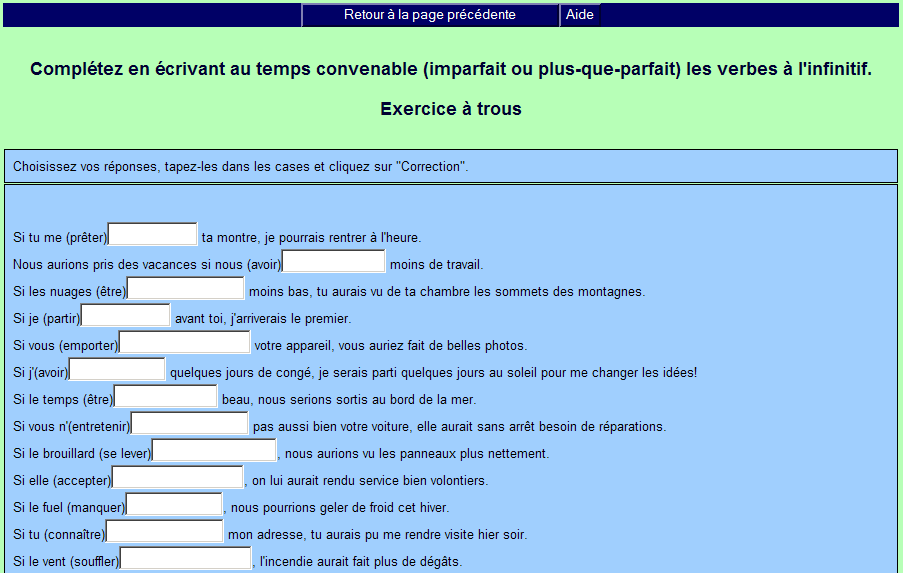 Retour à la page précédente Aide
Complétez en écrivant au temps convenable (imparfait ou plus-que-parfait) les verbes à l'infinitif.
Exercice à trous
Choisissez vos réponses, tapez-les dans les cases et cliquez sur "Correction".
Si tu me (prêter) ta montre, je pourrais rentrer à l'heure.
Nous aurions pris des vacances si nous (avoir) moins de travail.
Si les nuages (être) moins bas, tu aurais vu de ta chambre les sommets des montagnes.
Si je (partir) avant toi, j'arriverais le premier.
Si vous (emporter) votre appareil, vous auriez fait de belles photos.
Si j'(avoir) quelques jours de congé, je serais parti quelques jours au soleil pour me changer les idées!
Si le temps (être) beau, nous serions sortis au bord de la mer.
Si vous n'(entretenir) pas aussi bien votre voiture, elle aurait sans arrêt besoin de réparations.
Si le brouillard (se lever), nous aurions vu les panneaux plus nettement.
Si elle (accepter), on lui aurait rendu service bien volontiers.
Si le fuel (manquer), nous pourrions geler de froid cet hiver.
Si tu (connaître) mon adresse, tu aurais pu me rendre visite hier soir.
Si le vent (souffler), l'incendie aurait fait plus de dégâts.